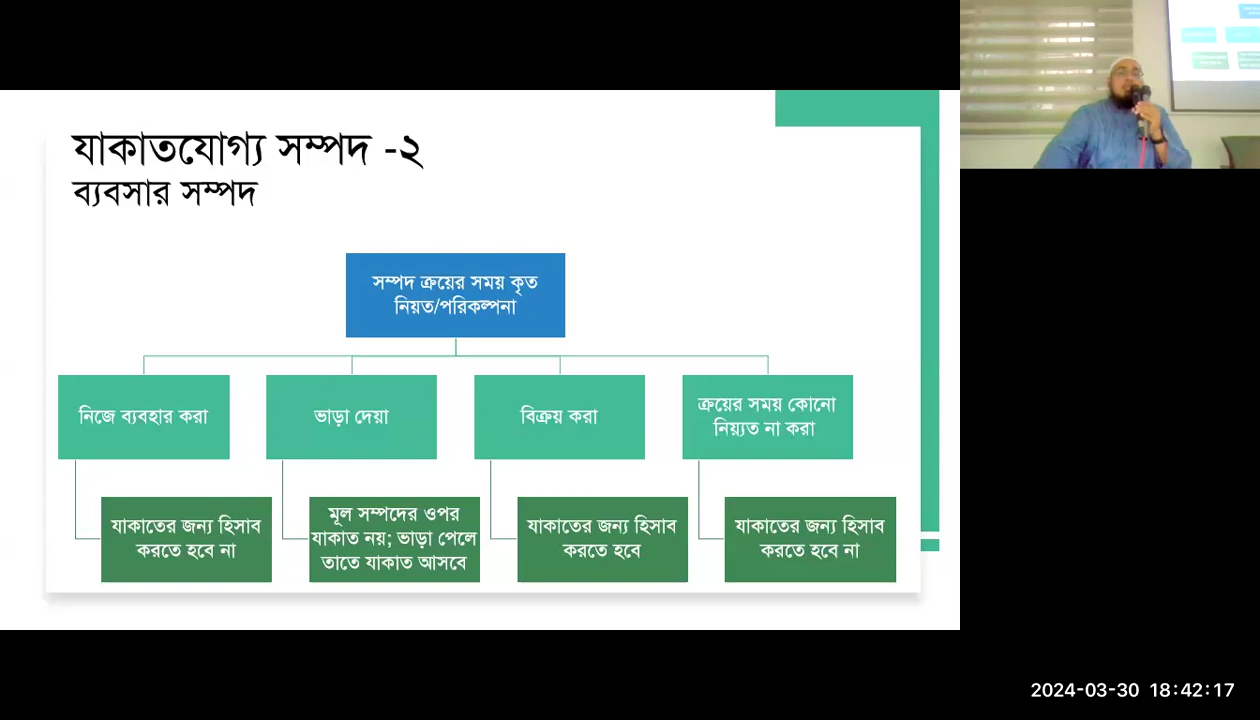 যাকাতযোগ্য সম্পদ -২
ব্যবসার সম্পদ
সম্পদ ক্রয়ের সময় কৃত
নিয়ত/পরিকল্পনা
নিজে ব্যবহার করা
ভাড়া দেয়া
বিক্রয় করা
ক্রয়ের সময় কোনো
নিয়্যত না করা
যাকাতের জন্য হিসাব
করতে হবে না
মূল সম্পদের ওপর
যাকাত নয়; ভাড়া পেলে
তাতে যাকাত আসবে
যাকাতের জন্য হিসাব
করতে হবে
যাকাতের জন্য হিসাব
করতে হবে না
2024-03-30 18:42:17